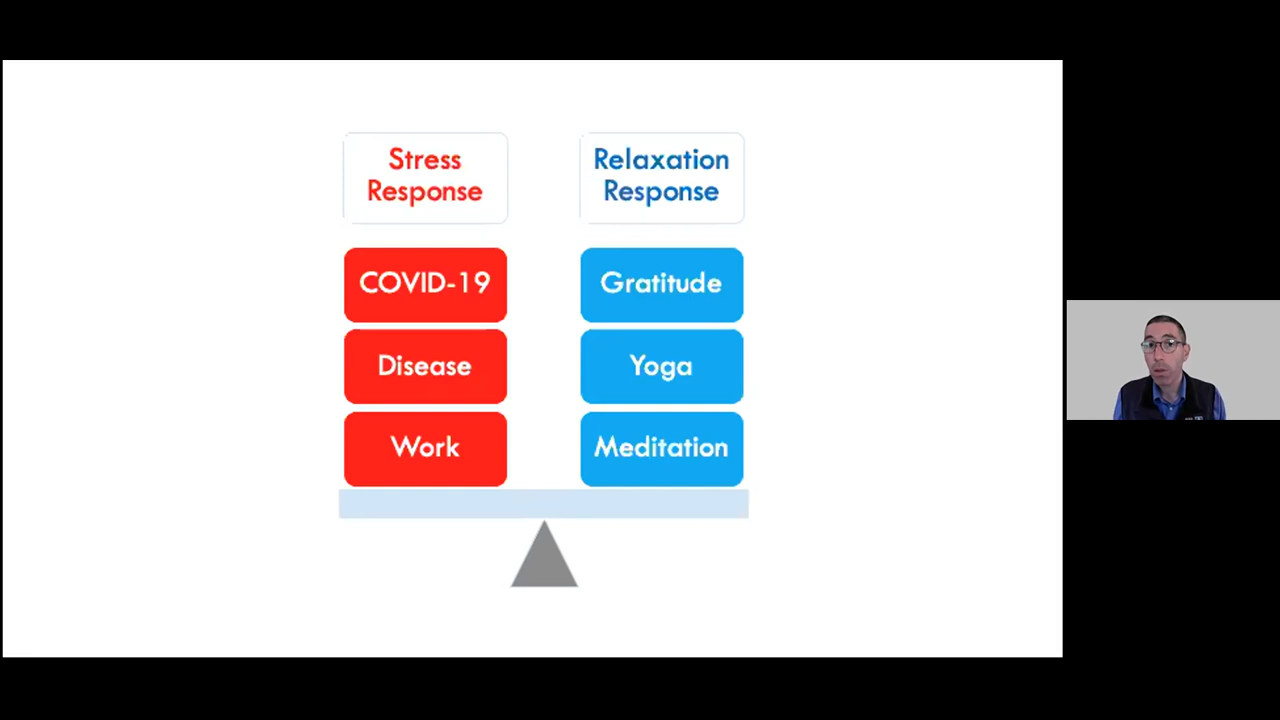 Stress
Response
Relaxation
Response
COVID-19
Gratitude
Disease
Yoga
Work
Meditation